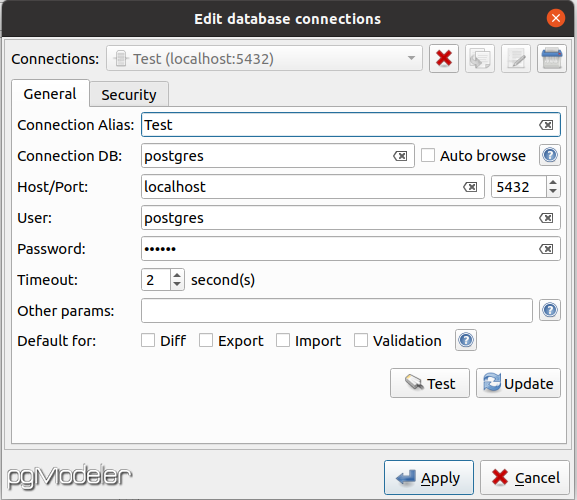 Edit database connections
Connections: Test (localhost:5432)
General Security
Connection Alias: Test
Connection DB: postgres Auto browse
Host/Port: localhost 5432
User: postgres
Password: ••••••
Timeout: 2 second(s)
Other params:
Default for: Diff Export Import Validation
Test Update
pgModeler Apply Cancel